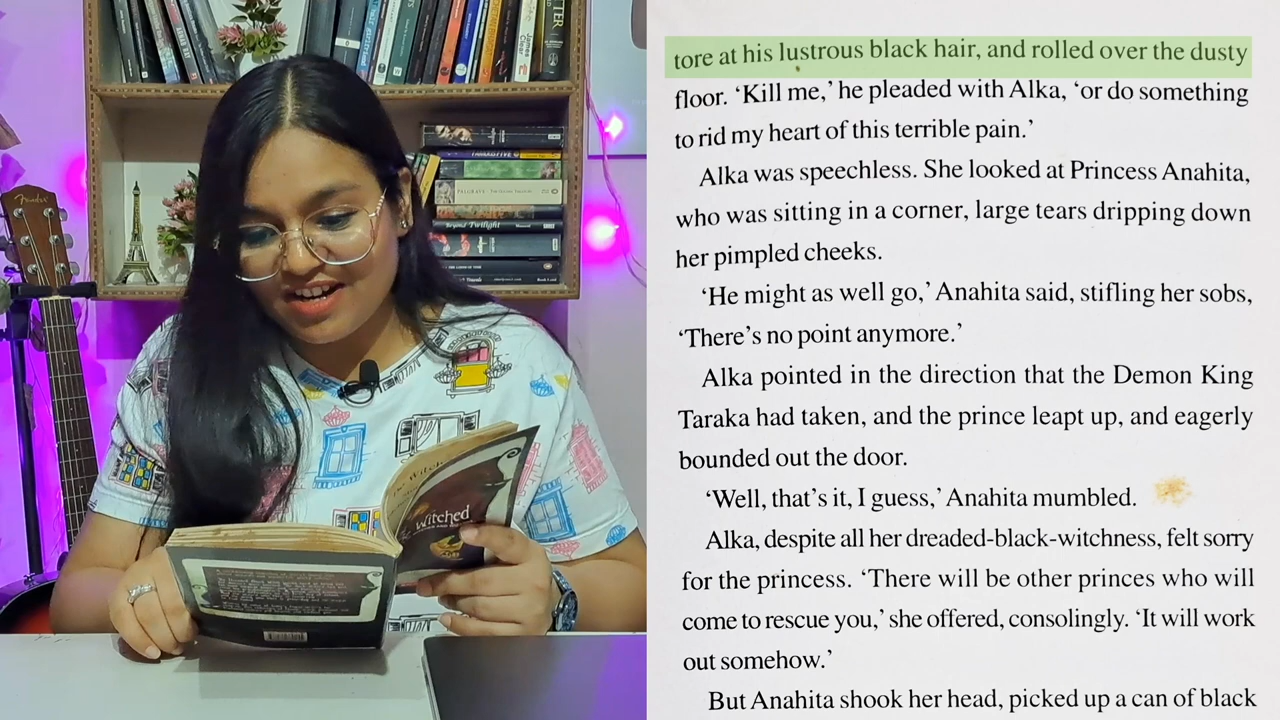 James
Clear
Fender
Beyond Twilight
Witched
tore at his lustrous black hair, and rolled over the dusty
floor. ‘Kill me,’ he pleaded with Alka, ‘or do something
to rid my heart of this terrible pain.’
Alka was speechless. She looked at Princess Anahita,
who was sitting in a corner, large tears dripping down
her pimpled cheeks.
‘He might as well go,’ Anahita said, stifling her sobs,
‘There’s no point anymore.’
Alka pointed in the direction that the Demon King
Taraka had taken, and the prince leapt up, and eagerly
bounded out the door.
‘Well, that’s it, I guess,’ Anahita mumbled.
Alka, despite all her dreaded-black-witchness, felt sorry
for the princess. ‘There will be other princes who will
come to rescue you,’ she offered, consolingly. ‘It will work
out somehow.’
But Anahita shook her head, picked up a can of black